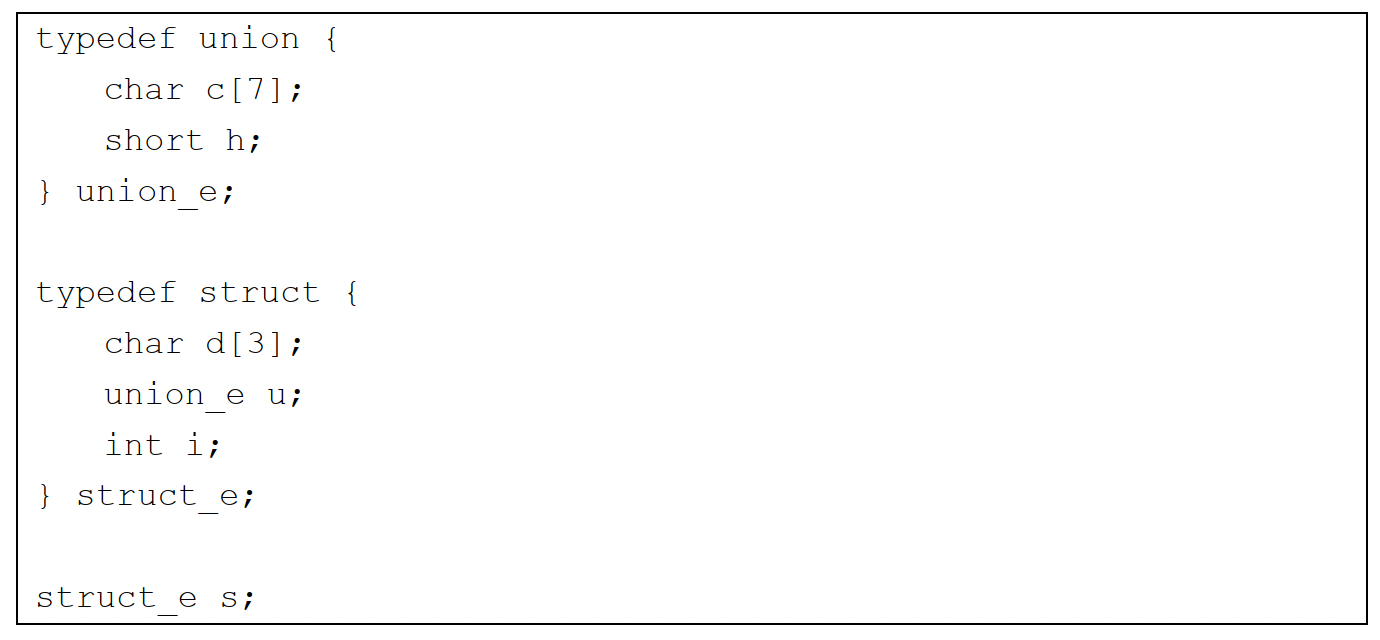 typedef union {
char c[7];
short h;
} union_e;
typedef struct {
char d[3];
union_e u;
int i;
} struct_e;
struct_e s;